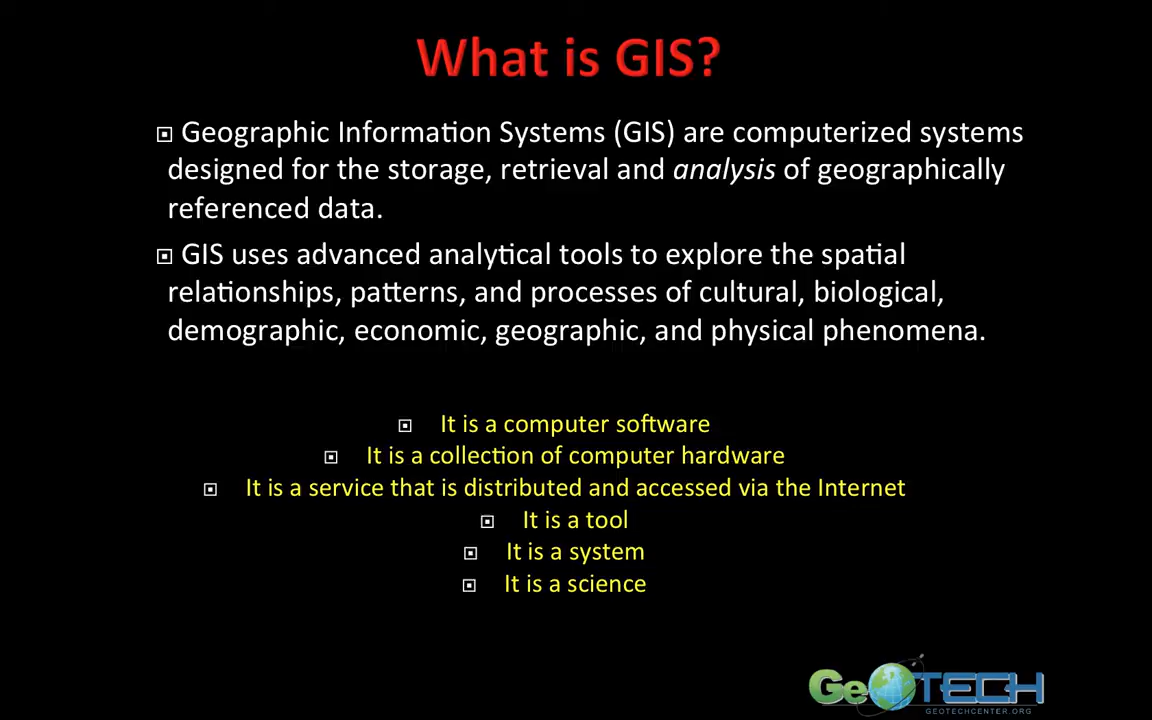 What is GIS?
Geographic Information Systems (GIS) are computerized systems
designed for the storage, retrieval and analysis of geographically
referenced data.
GIS uses advanced analytical tools to explore the spatial
relationships, patterns, and processes of cultural, biological,
demographic, economic, geographic, and physical phenomena.
It is a computer software
It is a collection of computer hardware
It is a service that is distributed and accessed via the Internet
It is a tool
It is a system
It is a science
GeoTECH
GEOTECHCENTER.ORG